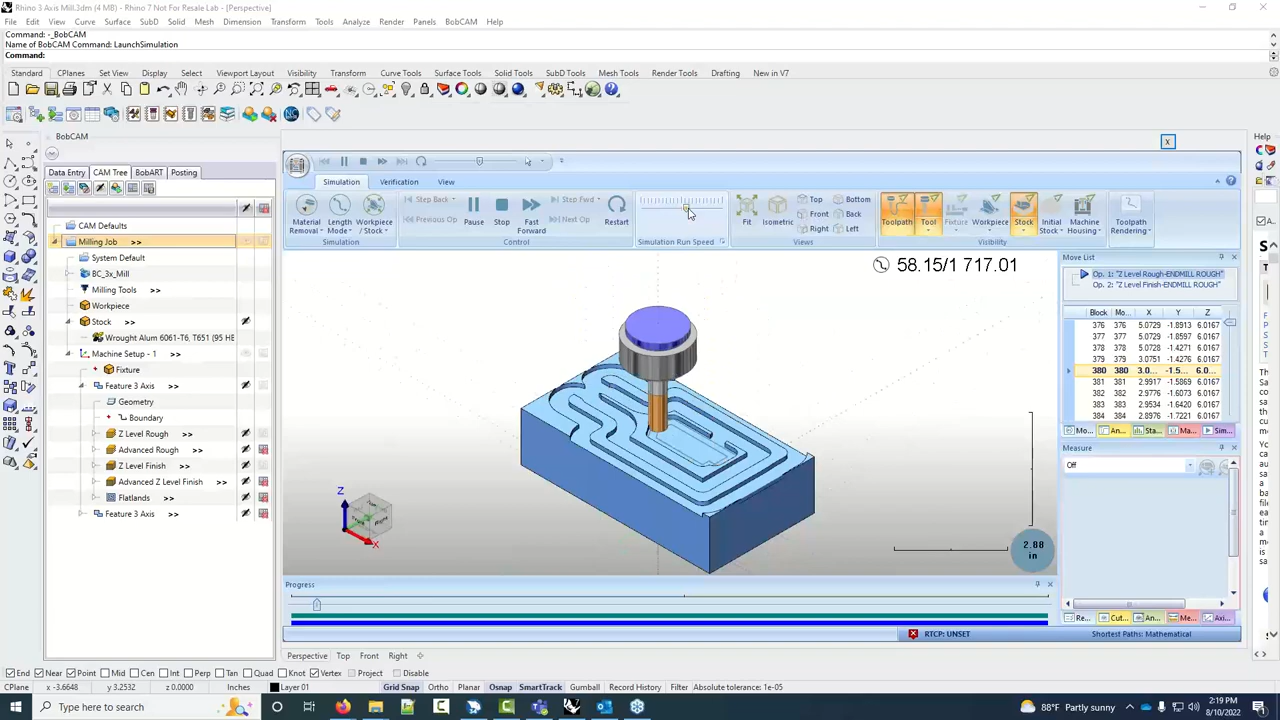 Rhino 3 Axis Mill.3dm (4 MB) - Rhino 7 Not For Resale Lab - [Perspective]
File Edit View Curve Surface SubD Solid Mesh Dimension Transform Tools Analyze Render Panels BobCAM Help
Command: -_BobCAM
Name of BobCAM Command: LaunchSimulation
Command:
Standard CPlanes Set View Display Select Viewport Layout Visibility Transform Curve Tools Surface Tools Solid Tools SubD Tools Mesh Tools Render Tools Drafting New in V7
BobCAM
Data Entry CAM Tree BobART Posting
CAM Defaults
Milling Job >>
System Default
BC_3x_Mill
Milling Tools >>
Workpiece
Stock >>
Wrought Alum 6061-T6, T651 (95 HB
Machine Setup - 1 >>
Fixture
Feature 3 Axis >>
Geometry
Boundary
Z Level Rough >>
Advanced Rough >>
Z Level Finish >>
Advanced Z Level Finish >>
Flatlands >>
Feature 3 Axis >>
X
Simulation Verification View
Material Removal
Length Mode
Workpiece / Stock
Simulation
Step Back
Previous Op
Pause
Stop
Fast Forward
Step Fwd
Next Op
Restart
Control
Simulation Run Speed
Fit
Isometric
Top
Front
Right
Bottom
Back
Left
Views
Toolpath
Tool
Fixture
Workpiece
Stock
Initial Stock
Machine Housing
Visibility
Toolpath Rendering
58.15/1 717.01
Z
X
2.88
in
Move List
Op. 1: "Z Level Rough-ENDMILL ROUGH"
Op. 2: "Z Level Finish-ENDMILL ROUGH"
Block Mo... X Y Z
376 376 5.0729 -1.8913 6.0167
377 377 5.0729 -1.5859 6.0167
378 378 5.0728 -1.4271 6.0167
379 379 3.0751 -1.4276 6.0167
380 380 3.0... -1.5... 6.0...
381 381 2.9917 -1.5869 6.0167
382 382 2.9776 -1.6073 6.0167
383 383 2.9534 -1.6420 6.0167
384 384 2.8976 -1.7221 6.0167
Mo... An... Sta... Ma... Sim...
Measure
Off
Re... Cut... An... Me... Axi...
Help
Progress
RTCP: UNSET
Shortest Paths: Mathematical
Perspective Top Front Right
End Near Point Mid Cen Int Perp Tan Quad Knot Vertex Project Disable
CPlane x -3.6648 y 3.2532 z 0.0000 Inches Layer 01 Grid Snap Ortho Planar Osnap SmartTrack Gumball Record History Filter Absolute tolerance: 1e-05
Type here to search
88°F Partly sunny
2:19 PM
8/10/2022